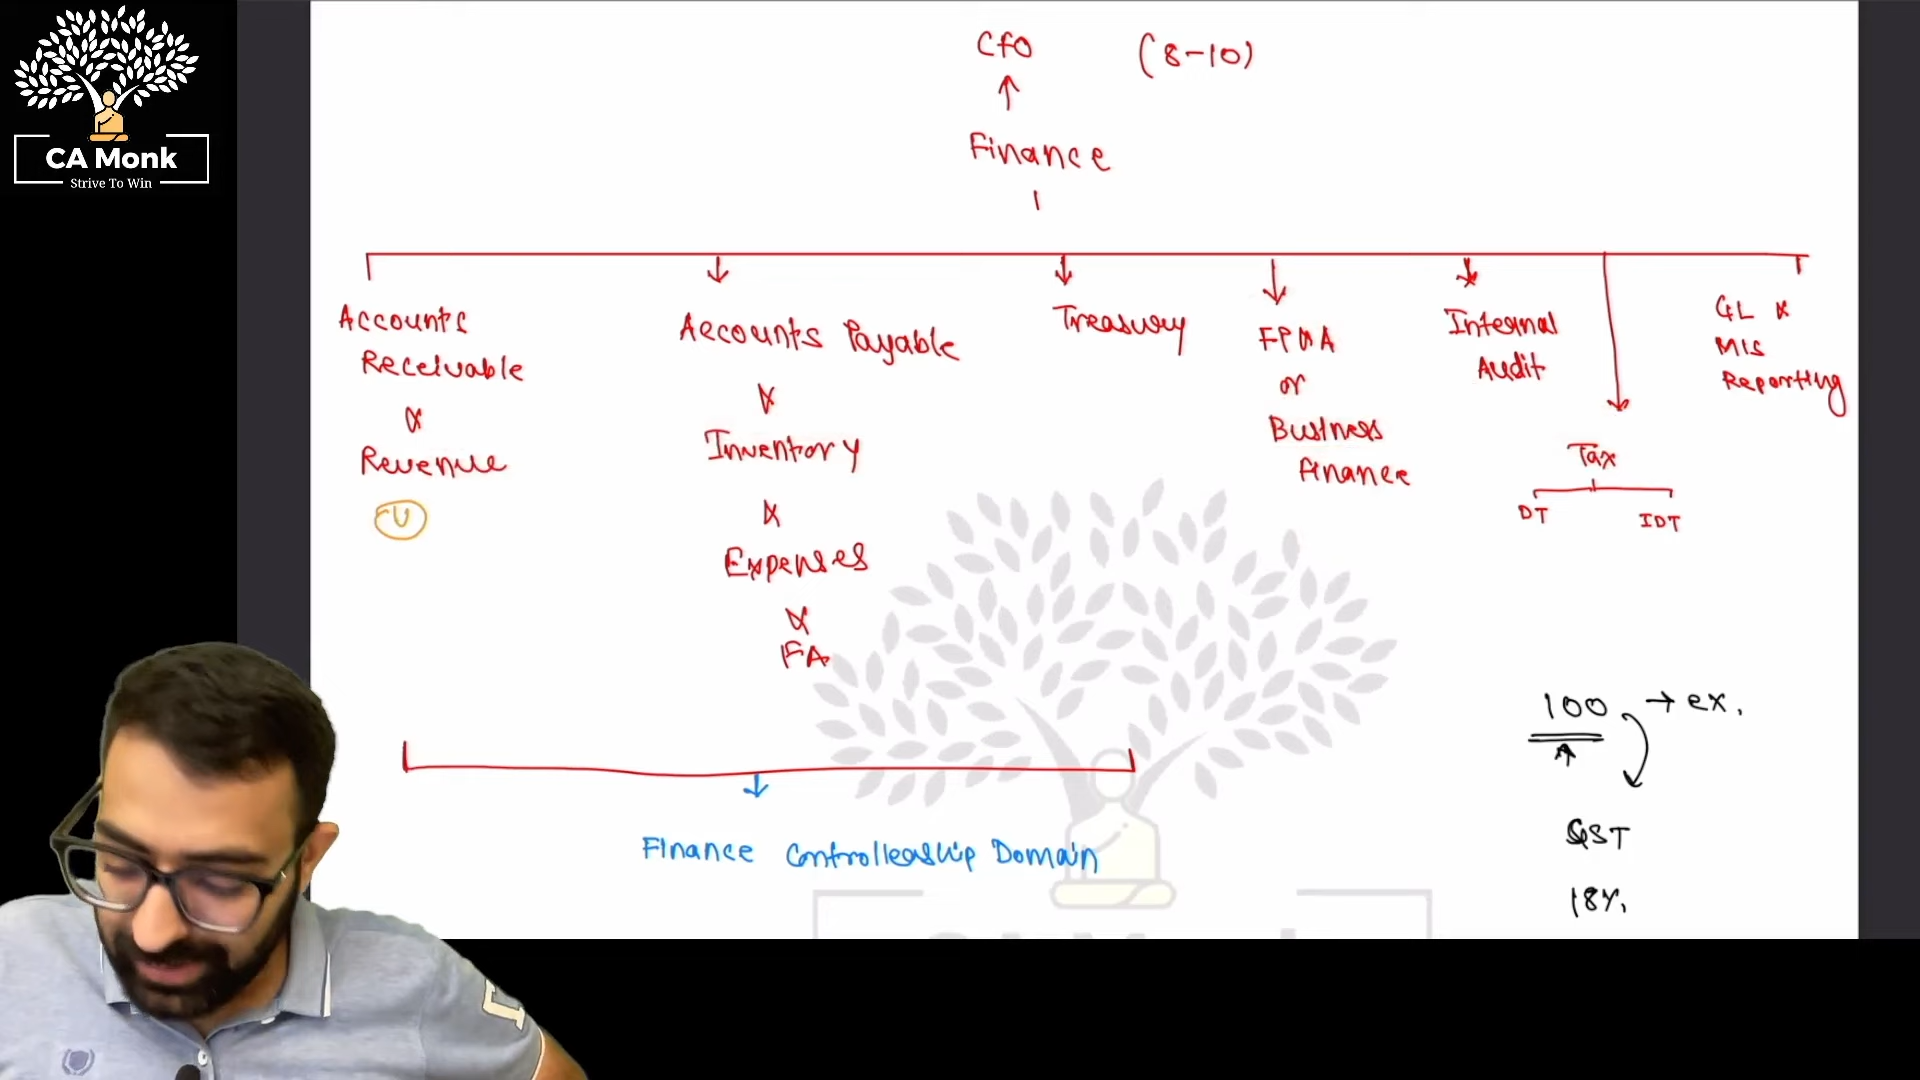 CA Monk
Strive To Win
CfO (8-10)
Finance
Accounts
Receivable
&
Revenue
Accounts Payable
&
Inventory
&
Expenses
&
FA
Treasury
FP&A
or
Business
finance
Internal
Audit
Tax
DT IDT
GL &
MIS
Reporting
100 → ex.
GST
18%
Finance Controllership Domain